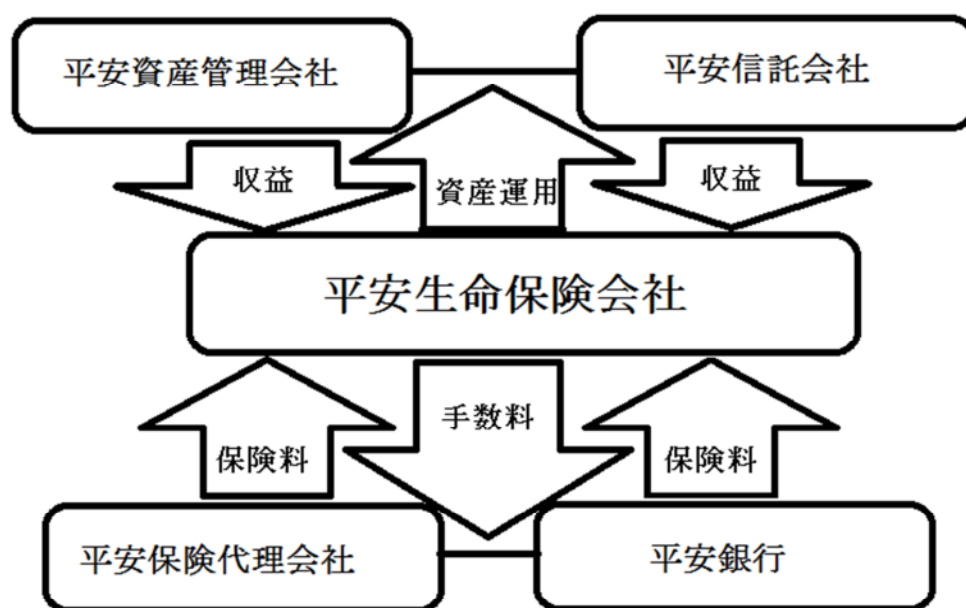 平安資産管理会社
平安信託会社
収益
資産運用
収益
平安生命保険会社
手数料
保険料
保険料
平安保険代理会社
平安銀行